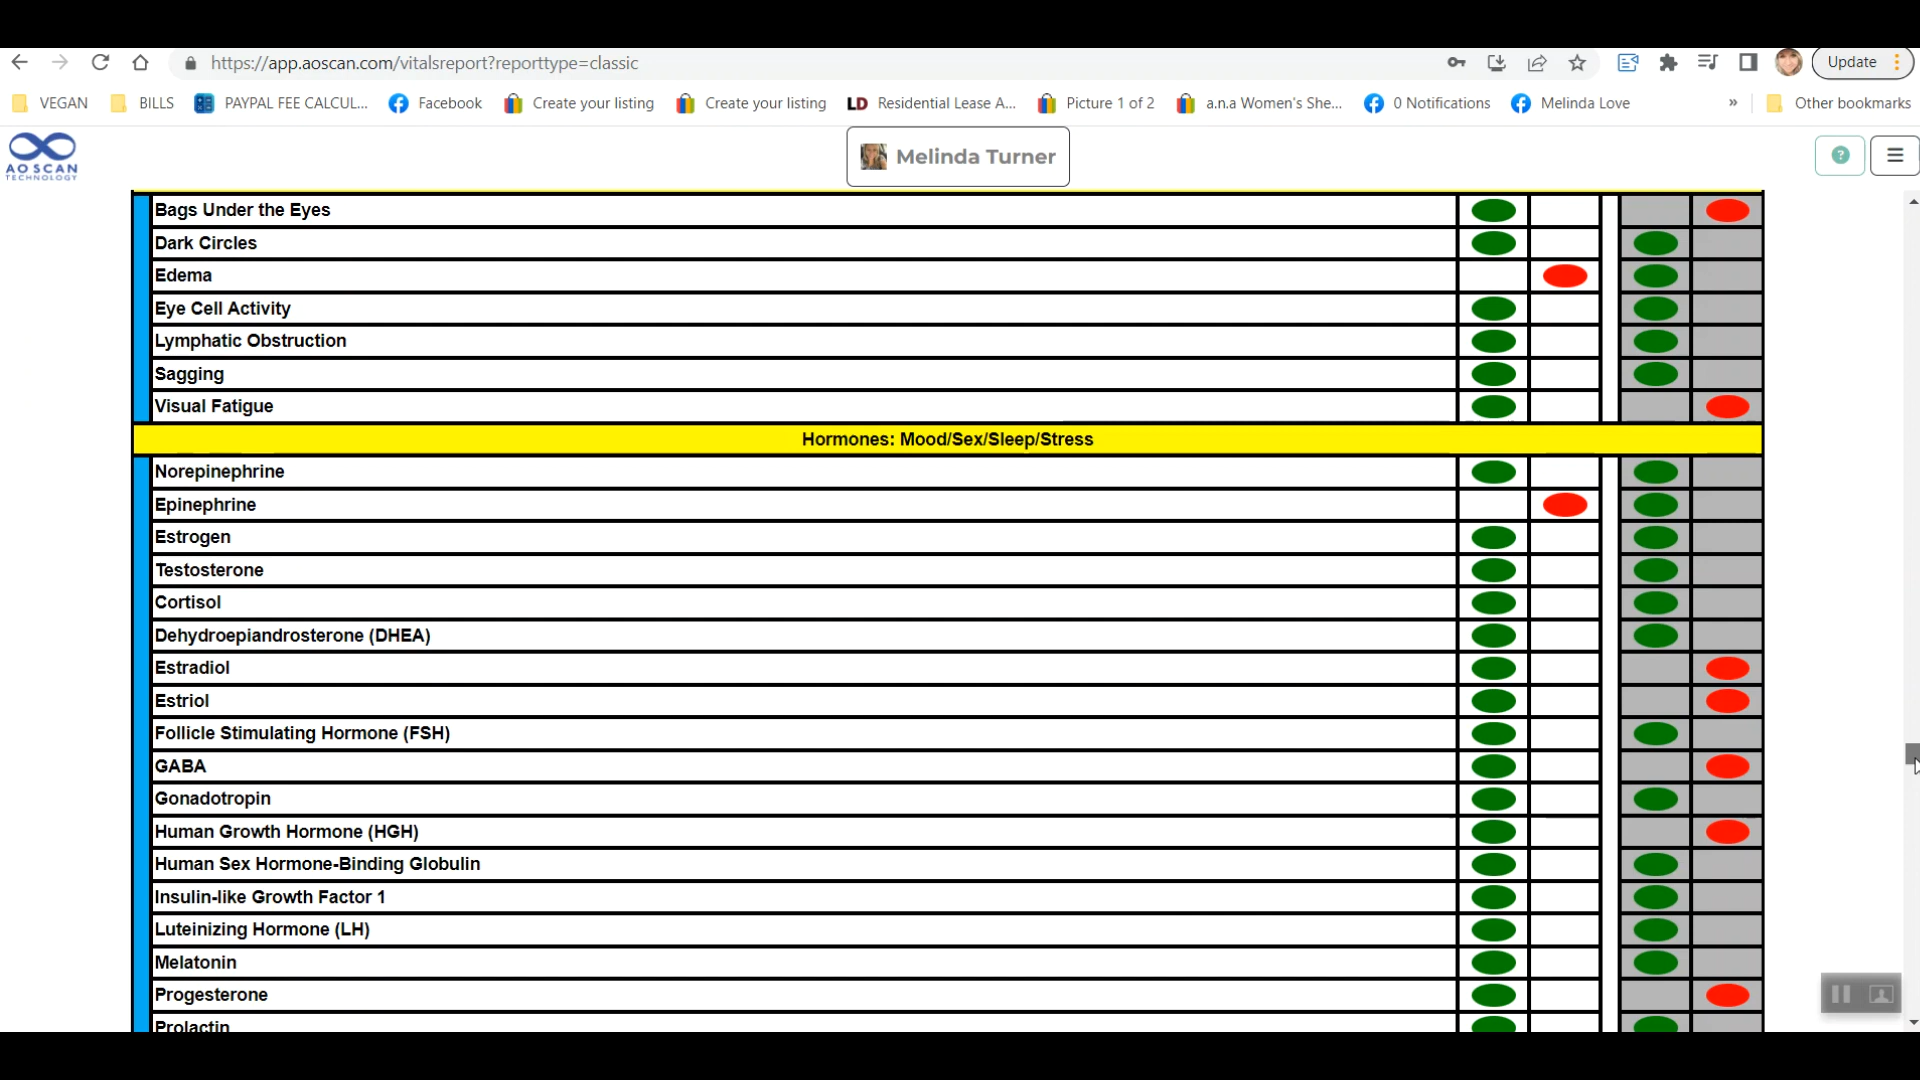 https://app.aoscan.com/vitalsreport?reporttype=classic
Update
VEGAN
BILLS
PAYPAL FEE CALCUL...
Facebook
Create your listing
Create your listing
LD Residential Lease A...
Picture 1 of 2
a.n.a Women's She...
0 Notifications
Melinda Love
»
Other bookmarks
AO SCAN
TECHNOLOGY
Melinda Turner
?
Bags Under the Eyes
Dark Circles
Edema
Eye Cell Activity
Lymphatic Obstruction
Sagging
Visual Fatigue
Hormones: Mood/Sex/Sleep/Stress
Norepinephrine
Epinephrine
Estrogen
Testosterone
Cortisol
Dehydroepiandrosterone (DHEA)
Estradiol
Estriol
Follicle Stimulating Hormone (FSH)
GABA
Gonadotropin
Human Growth Hormone (HGH)
Human Sex Hormone-Binding Globulin
Insulin-like Growth Factor 1
Luteinizing Hormone (LH)
Melatonin
Progesterone
Prolactin